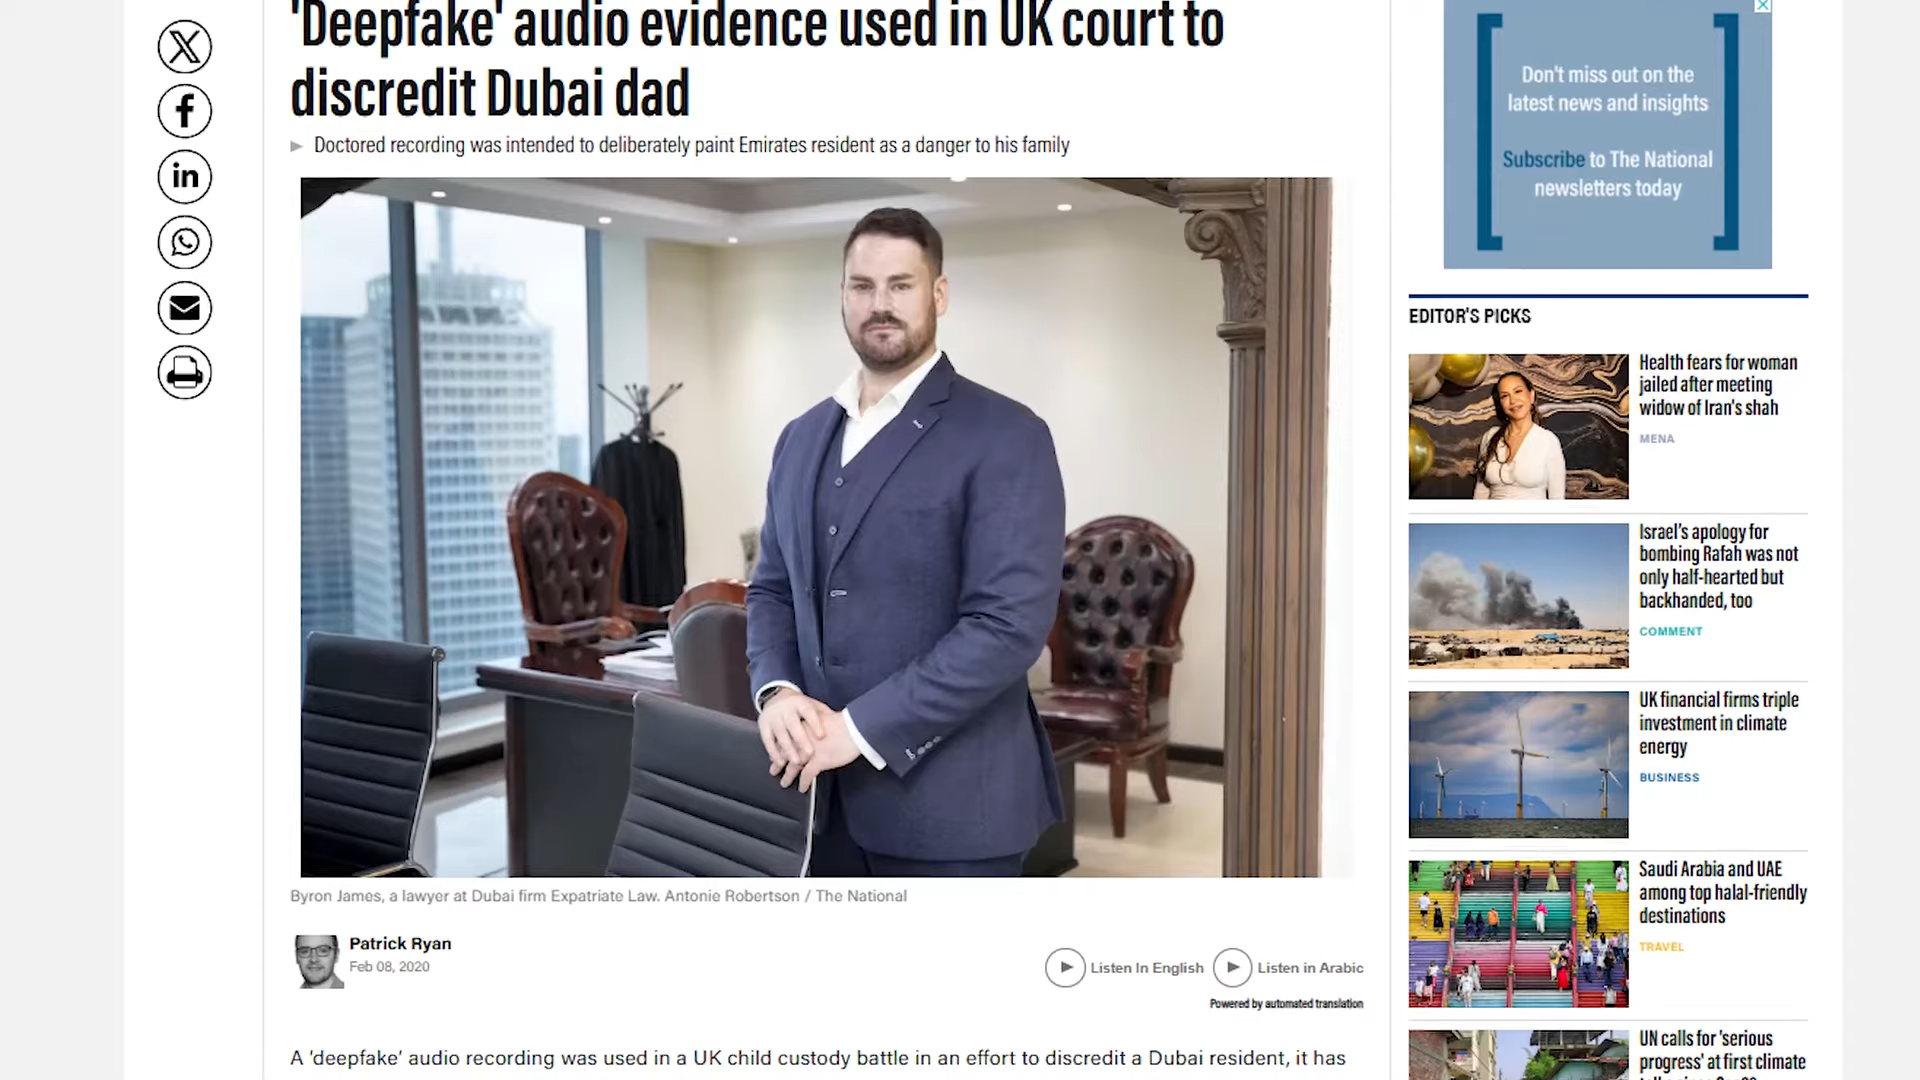 'Deepfake' audio evidence used in UK court to
discredit Dubai dad
Doctored recording was intended to deliberately paint Emirates resident as a danger to his family
Byron James, a lawyer at Dubai firm Expatriate Law. Antonie Robertson / The National
Patrick Ryan
Feb 08, 2020
Listen In English
Listen in Arabic
Powered by automated translation
A ‘deepfake’ audio recording was used in a UK child custody battle in an effort to discredit a Dubai resident, it has
Don't miss out on the
latest news and insights
Subscribe to The National
newsletters today
EDITOR'S PICKS
Health fears for woman
jailed after meeting
widow of Iran's shah
MENA
Israel’s apology for
bombing Rafah was not
only half-hearted but
backhanded, too
COMMENT
UK financial firms triple
investment in climate
energy
BUSINESS
Saudi Arabia and UAE
among top halal-friendly
destinations
TRAVEL
UN calls for 'serious
progress' at first climate